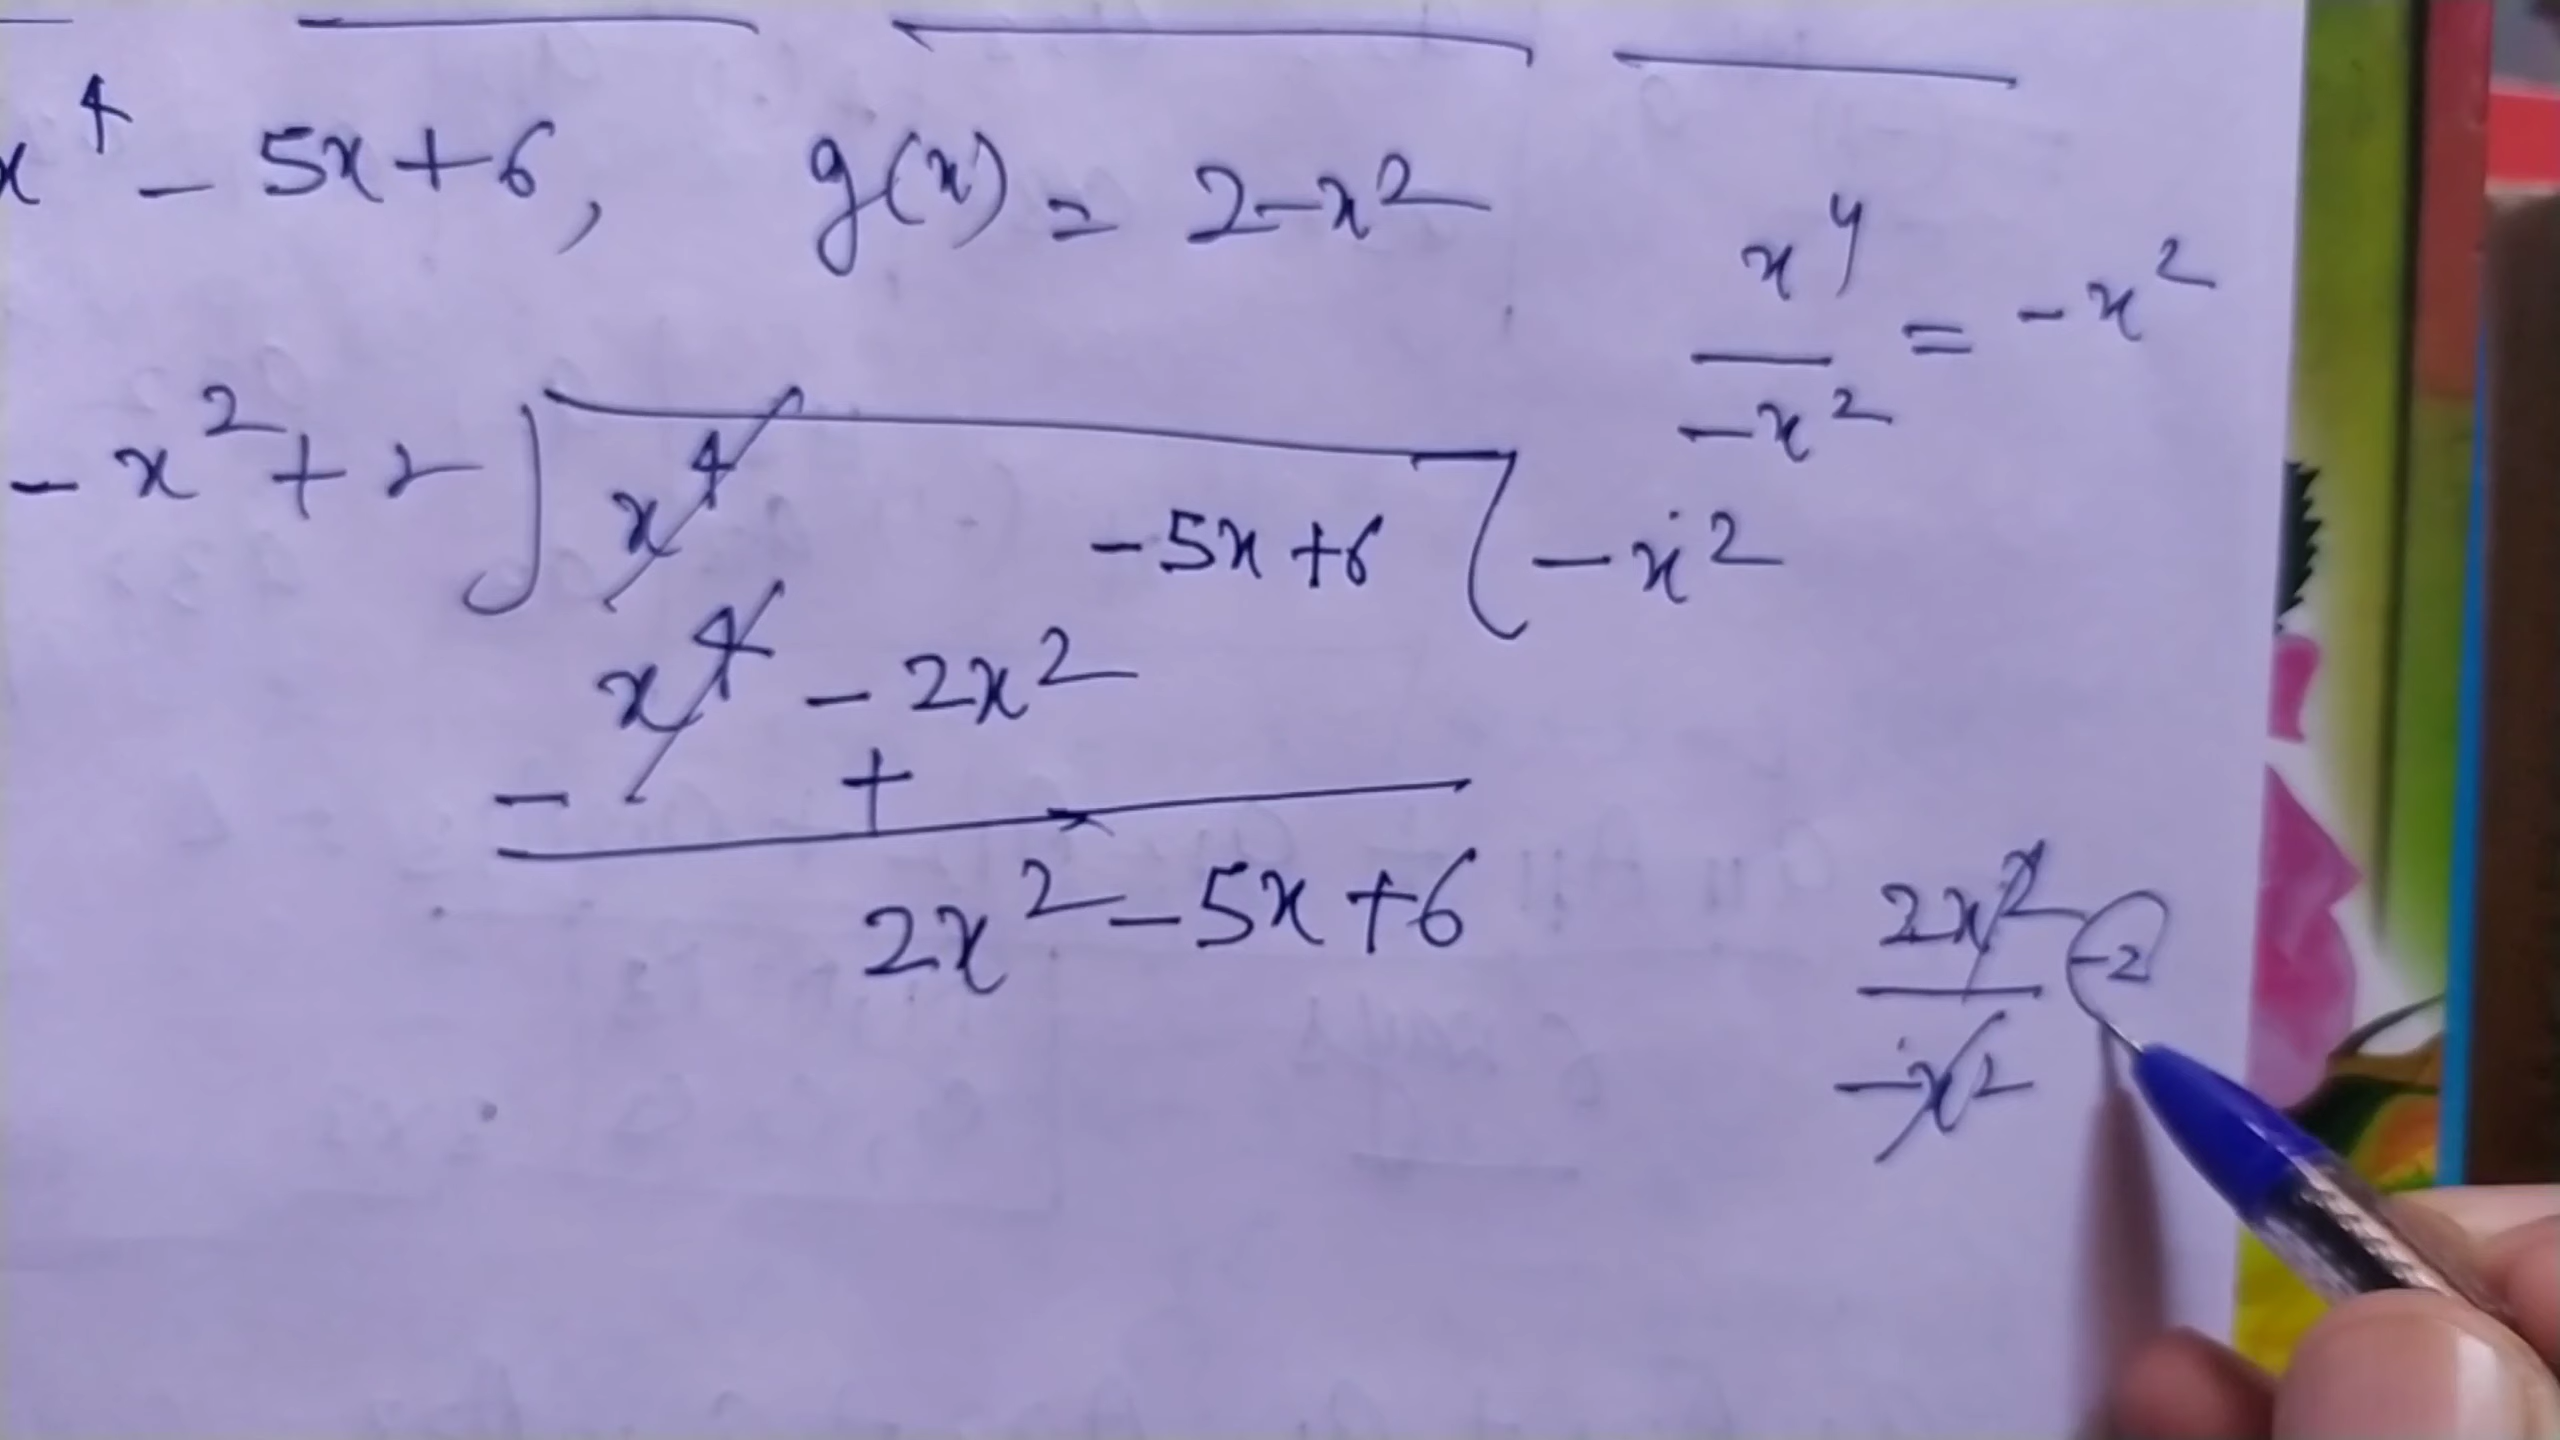 x⁴ - 5x + 6, g(x) = 2 - x²
x⁴ / -x² = -x²
-x² + 2 ) x⁴ - 5x + 6 ( -x²
x⁴ - 2x²
- +
2x² - 5x + 6
2x² / -x² -2